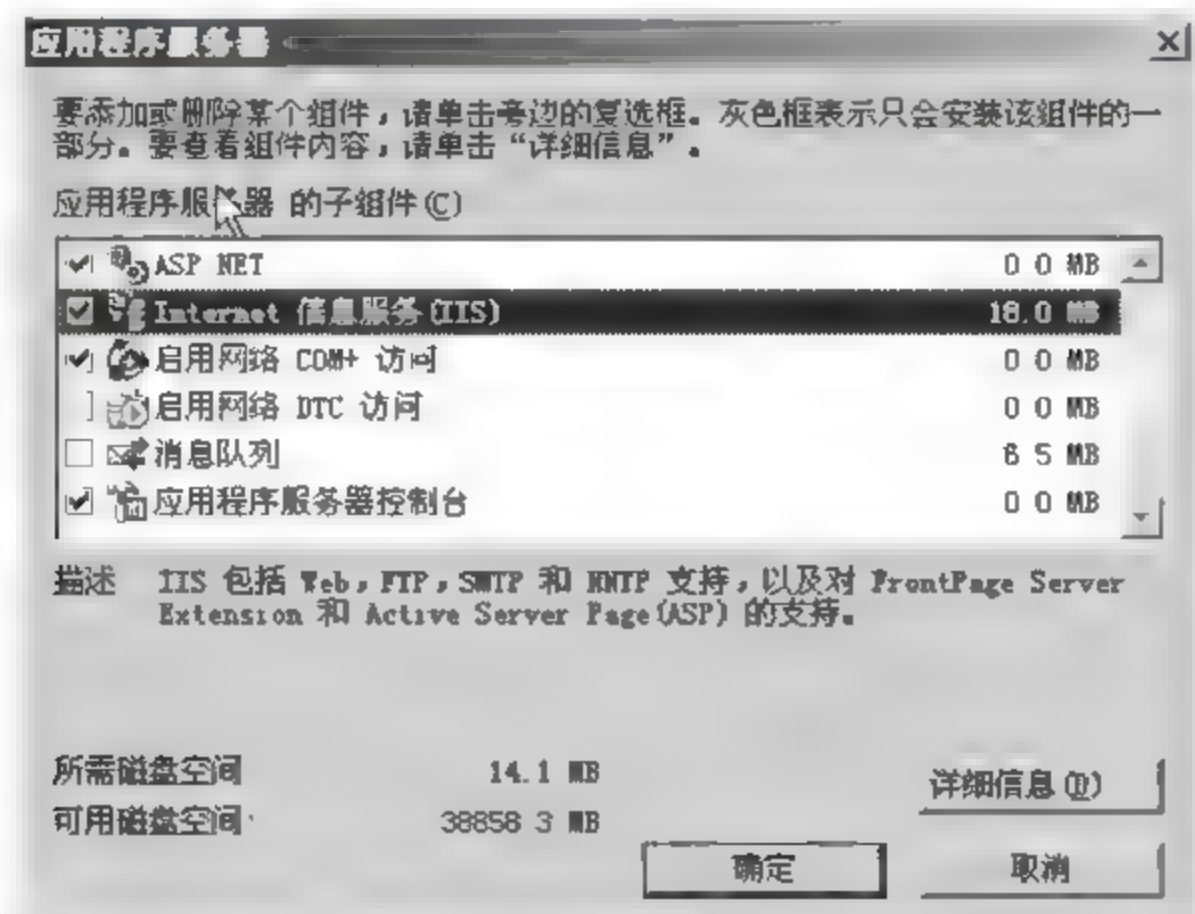 应用程序服务器
要添加或删除某个组件，请单击旁边的复选框。灰色框表示只会安装该组件的一
部分。要查看组件内容，请单击“详细信息”。
应用程序服务器 的子组件(C)
ASP NET 0 0 MB
Internet 信息服务(IIS) 18.0 MB
启用网络 COM+ 访问 0 0 MB
启用网络 DTC 访问 0 0 MB
消息队列 6 5 MB
应用程序服务器控制台 0 0 MB
描述 IIS 包括 Web，FTP，SMTP 和 NNTP 支持，以及对 FrontPage Server
Extension 和 Active Server Page(ASP) 的支持。
所需磁盘空间 14.1 MB
详细信息(D)
可用磁盘空间 38858 3 MB
确定 取消